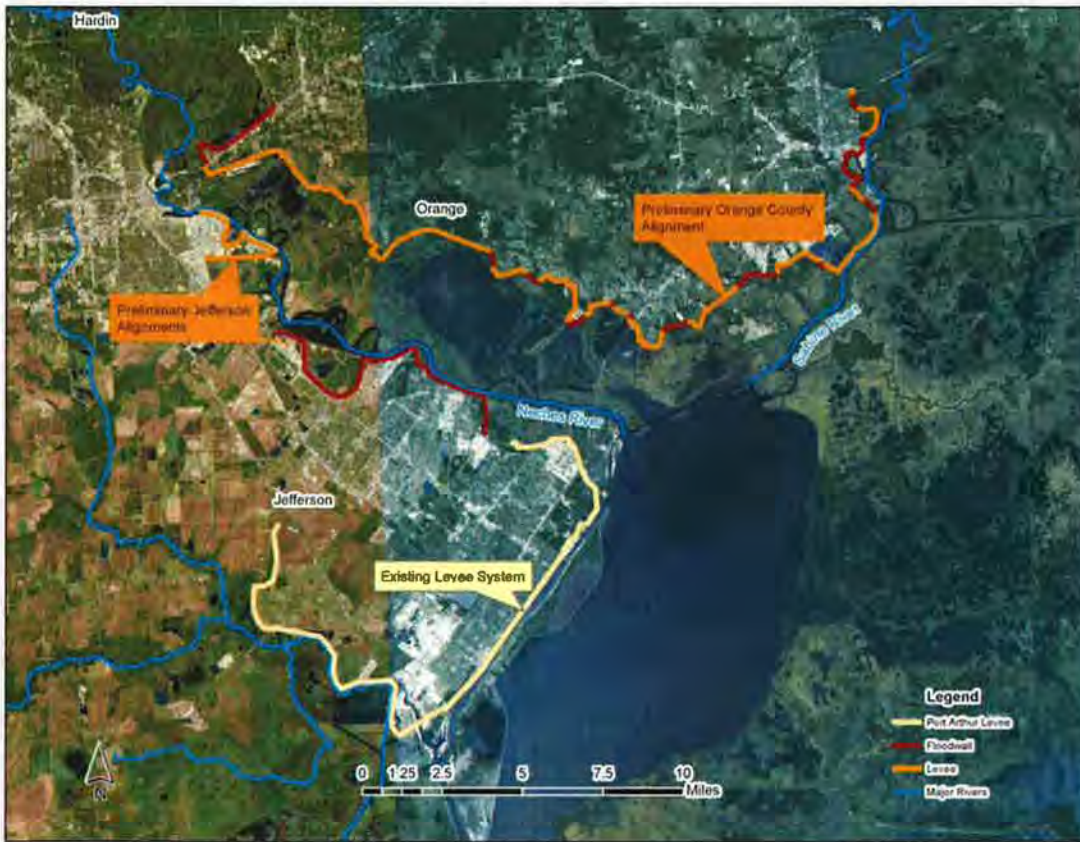 Hardin
Orange
Preliminary Orange County
Alignment
Preliminary Jefferson
Alignments
Sabine River
Neches River
Jefferson
Existing Levee System
Legend
Port Arthur Levee
Floodwall
Levee
Major Rivers
N
0 1.25 2.5 5 7.5 10
Miles